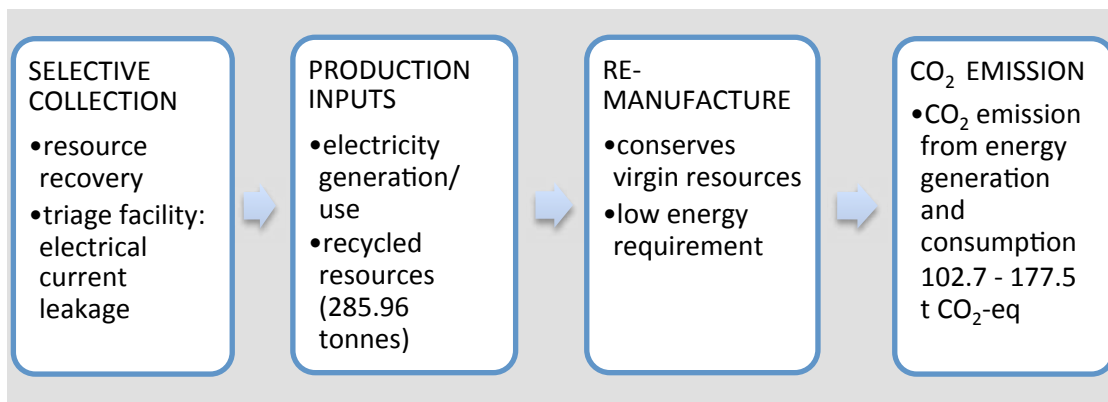 SELECTIVE
COLLECTION
•resource
recovery
•triage facility:
electrical
current
leakage
PRODUCTION
INPUTS
•electricity
generation/
use
•recycled
resources
(285.96
tonnes)
RE-
MANUFACTURE
•conserves
virgin resources
•low energy
requirement
CO₂ EMISSION
•CO₂ emission
from energy
generation
and
consumption
102.7 - 177.5
t CO₂-eq